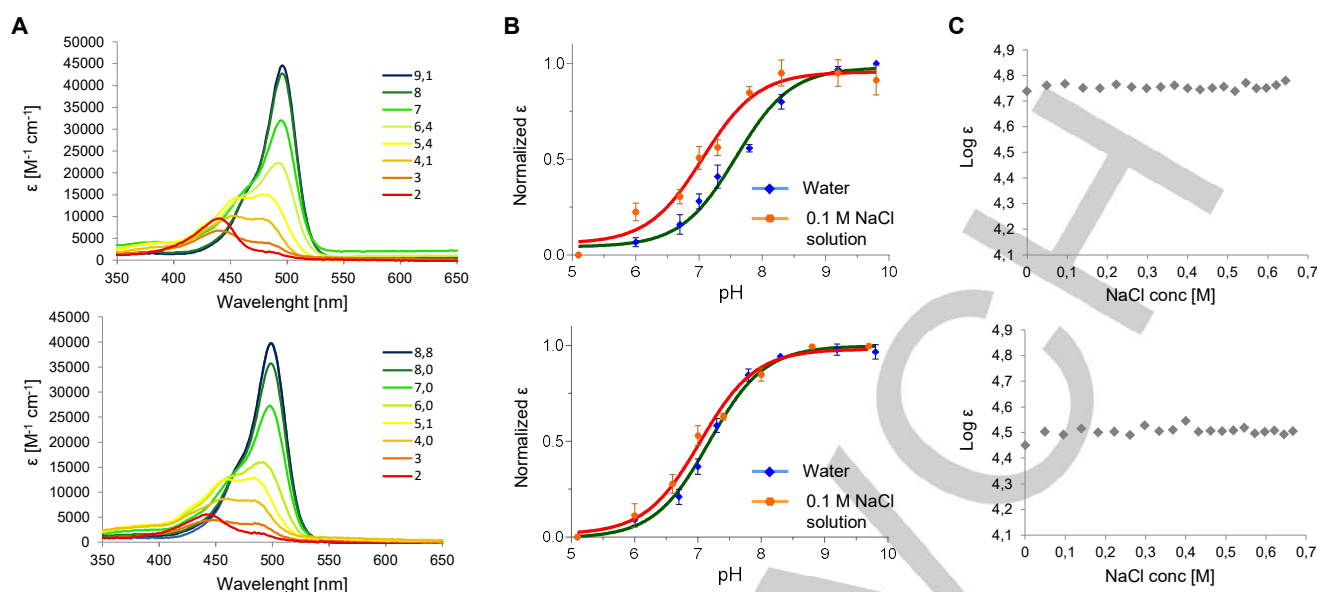 A
B
C
50000
45000
40000
35000
30000
25000
20000
15000
10000
5000
0
350 400 450 500 550 600 650
ε [M⁻¹ cm⁻¹]
Wavelenght [nm]
9,1
8
7
6,4
5,4
4,1
3
2
1.0
0.5
0.0
5 6 7 8 9 10
Normalized ε
pH
Water
0.1 M NaCl
solution
4,9
4,8
4,7
4,6
4,5
4,4
4,3
4,2
4,1
0 0,1 0,2 0,3 0,4 0,5 0,6 0,7
Log ε
NaCl conc [M]
45000
40000
35000
30000
25000
20000
15000
10000
5000
0
350 400 450 500 550 600 650
ε [M⁻¹ cm⁻¹]
Wavelenght [nm]
8,8
8,0
7,0
6,0
5,1
4,0
3
2
1.0
0.5
0.0
5 6 7 8 9 10
Normalized ε
pH
Water
0.1 M NaCl
solution
4,9
4,8
4,7
4,6
4,5
4,4
4,3
4,2
4,1
0 0,1 0,2 0,3 0,4 0,5 0,6 0,7
Log ε
NaCl conc [M]